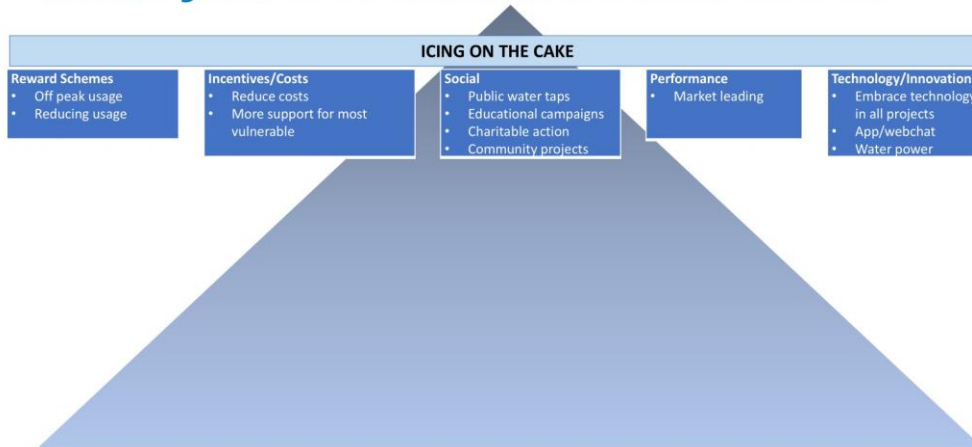 ICING ON THE CAKE
Reward Schemes
• Off peak usage
• Reducing usage
Incentives/Costs
• Reduce costs
• More support for most
vulnerable
Social
• Public water taps
• Educational campaigns
• Charitable action
• Community projects
Performance
• Market leading
Technology/Innovation
• Embrace technology
in all projects
• App/webchat
• Water power